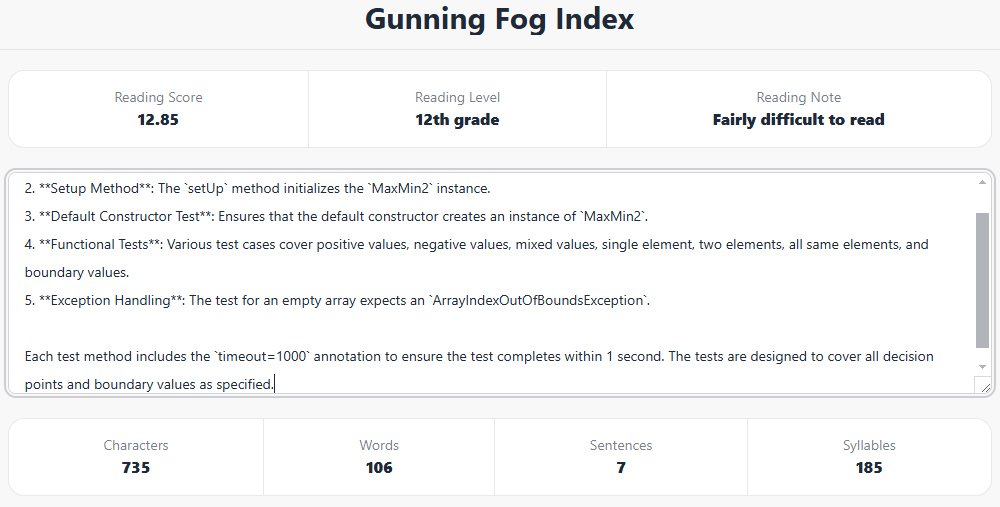 Gunning Fog Index
Reading Score
12.85
Reading Level
12th grade
Reading Note
Fairly difficult to read
2. **Setup Method**: The `setUp` method initializes the `MaxMin2` instance.
3. **Default Constructor Test**: Ensures that the default constructor creates an instance of `MaxMin2`.
4. **Functional Tests**: Various test cases cover positive values, negative values, mixed values, single element, two elements, all same elements, and
boundary values.
5. **Exception Handling**: The test for an empty array expects an `ArrayIndexOutOfBoundsException`.
Each test method includes the `timeout=1000` annotation to ensure the test completes within 1 second. The tests are designed to cover all decision
points and boundary values as specified.
Characters
735
Words
106
Sentences
7
Syllables
185